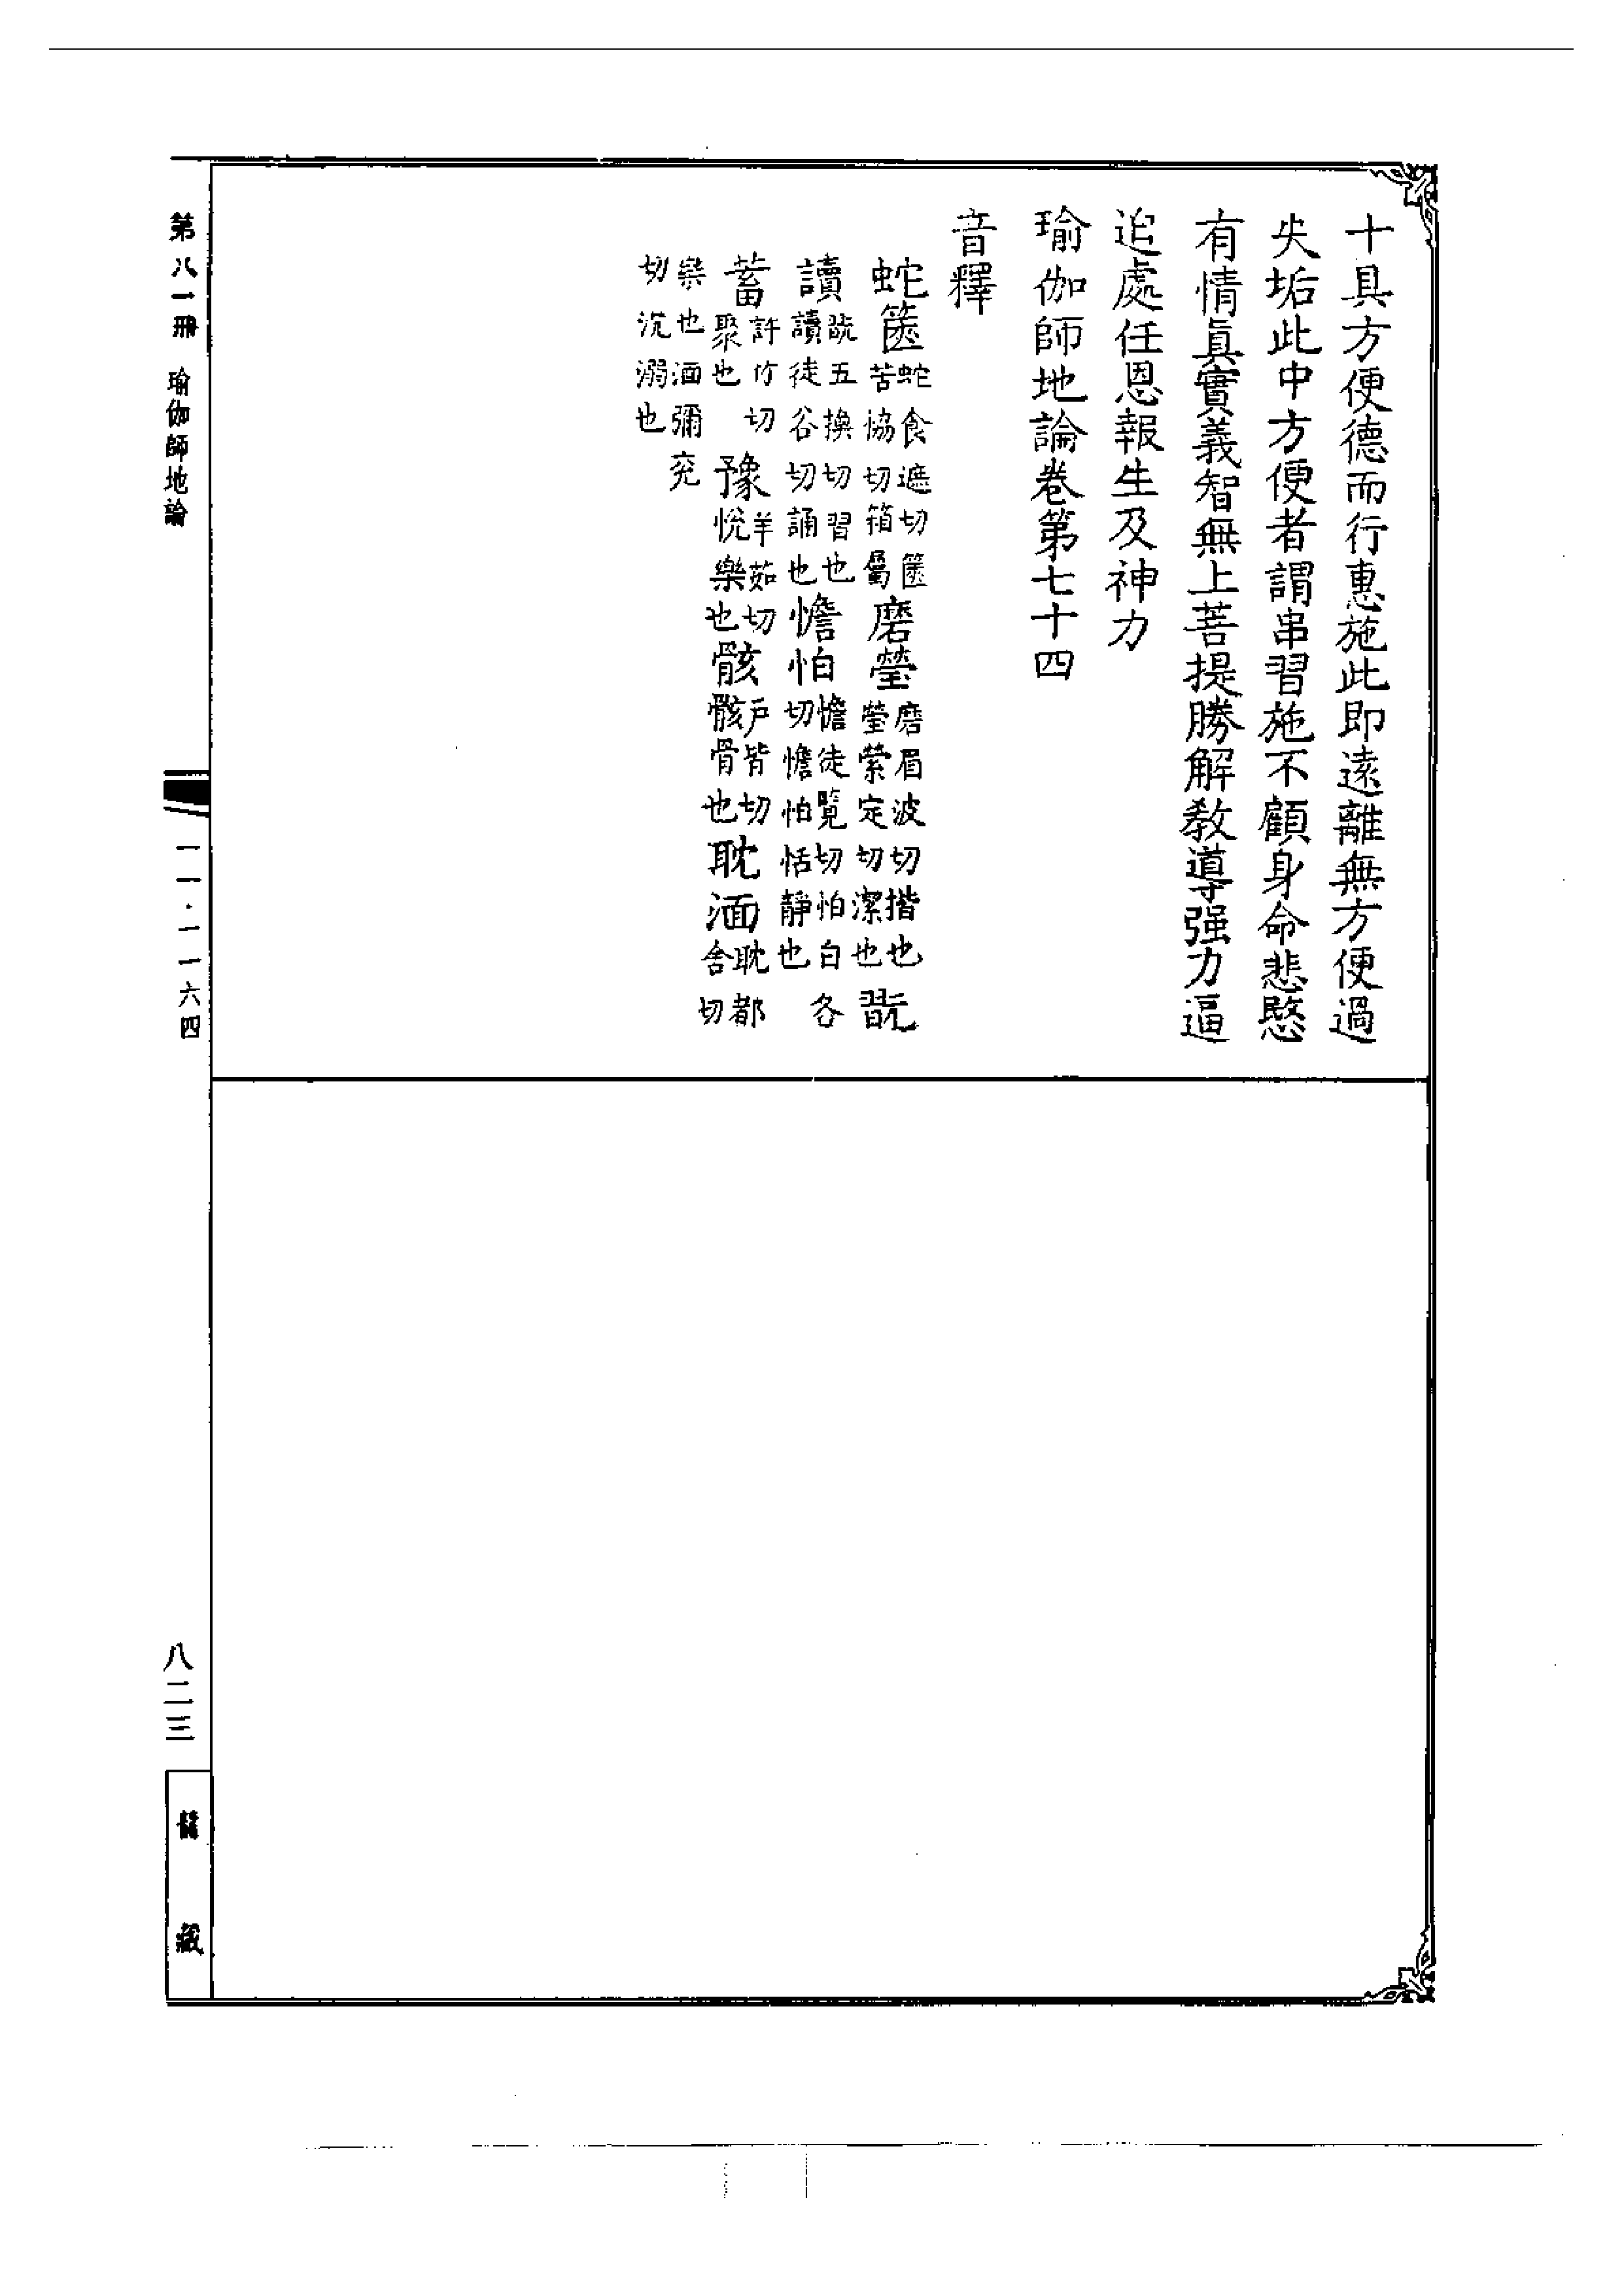 十具方便德而行惠施此即遠離無方便過
失垢此中方便者謂串習施不顧身命悲愍
有情眞實義智無上菩提勝解教導强力逼
迫處任恩報生及神力
瑜伽師地論卷第七十四
音釋
蛇篋蛇食遮切篋苦協切箱屬磨瑩磨眉波切揩也瑩縈定切潔也翫
讀翫五換切習也讀徒谷切誦也憺怕憺徒覽切怕白各切憺怕恬靜也
蓄許竹切聚也豫羊茹切悅樂也骸戶皆切骸骨也耽湎耽都含切
樂也湎彌兖切沉溺也
第八一冊 瑜伽師地論
一一·一一六四
八二三
龍藏